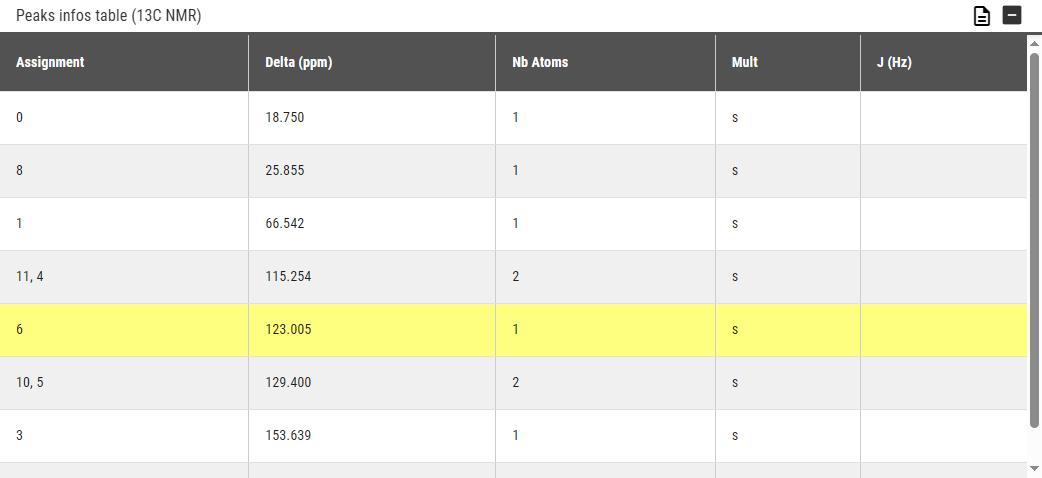 Peaks infos table (13C NMR)
Assignment Delta (ppm) Nb Atoms Mult J (Hz)
0 18.750 1 s
8 25.855 1 s
1 66.542 1 s
11, 4 115.254 2 s
6 123.005 1 s
10, 5 129.400 2 s
3 153.639 1 s